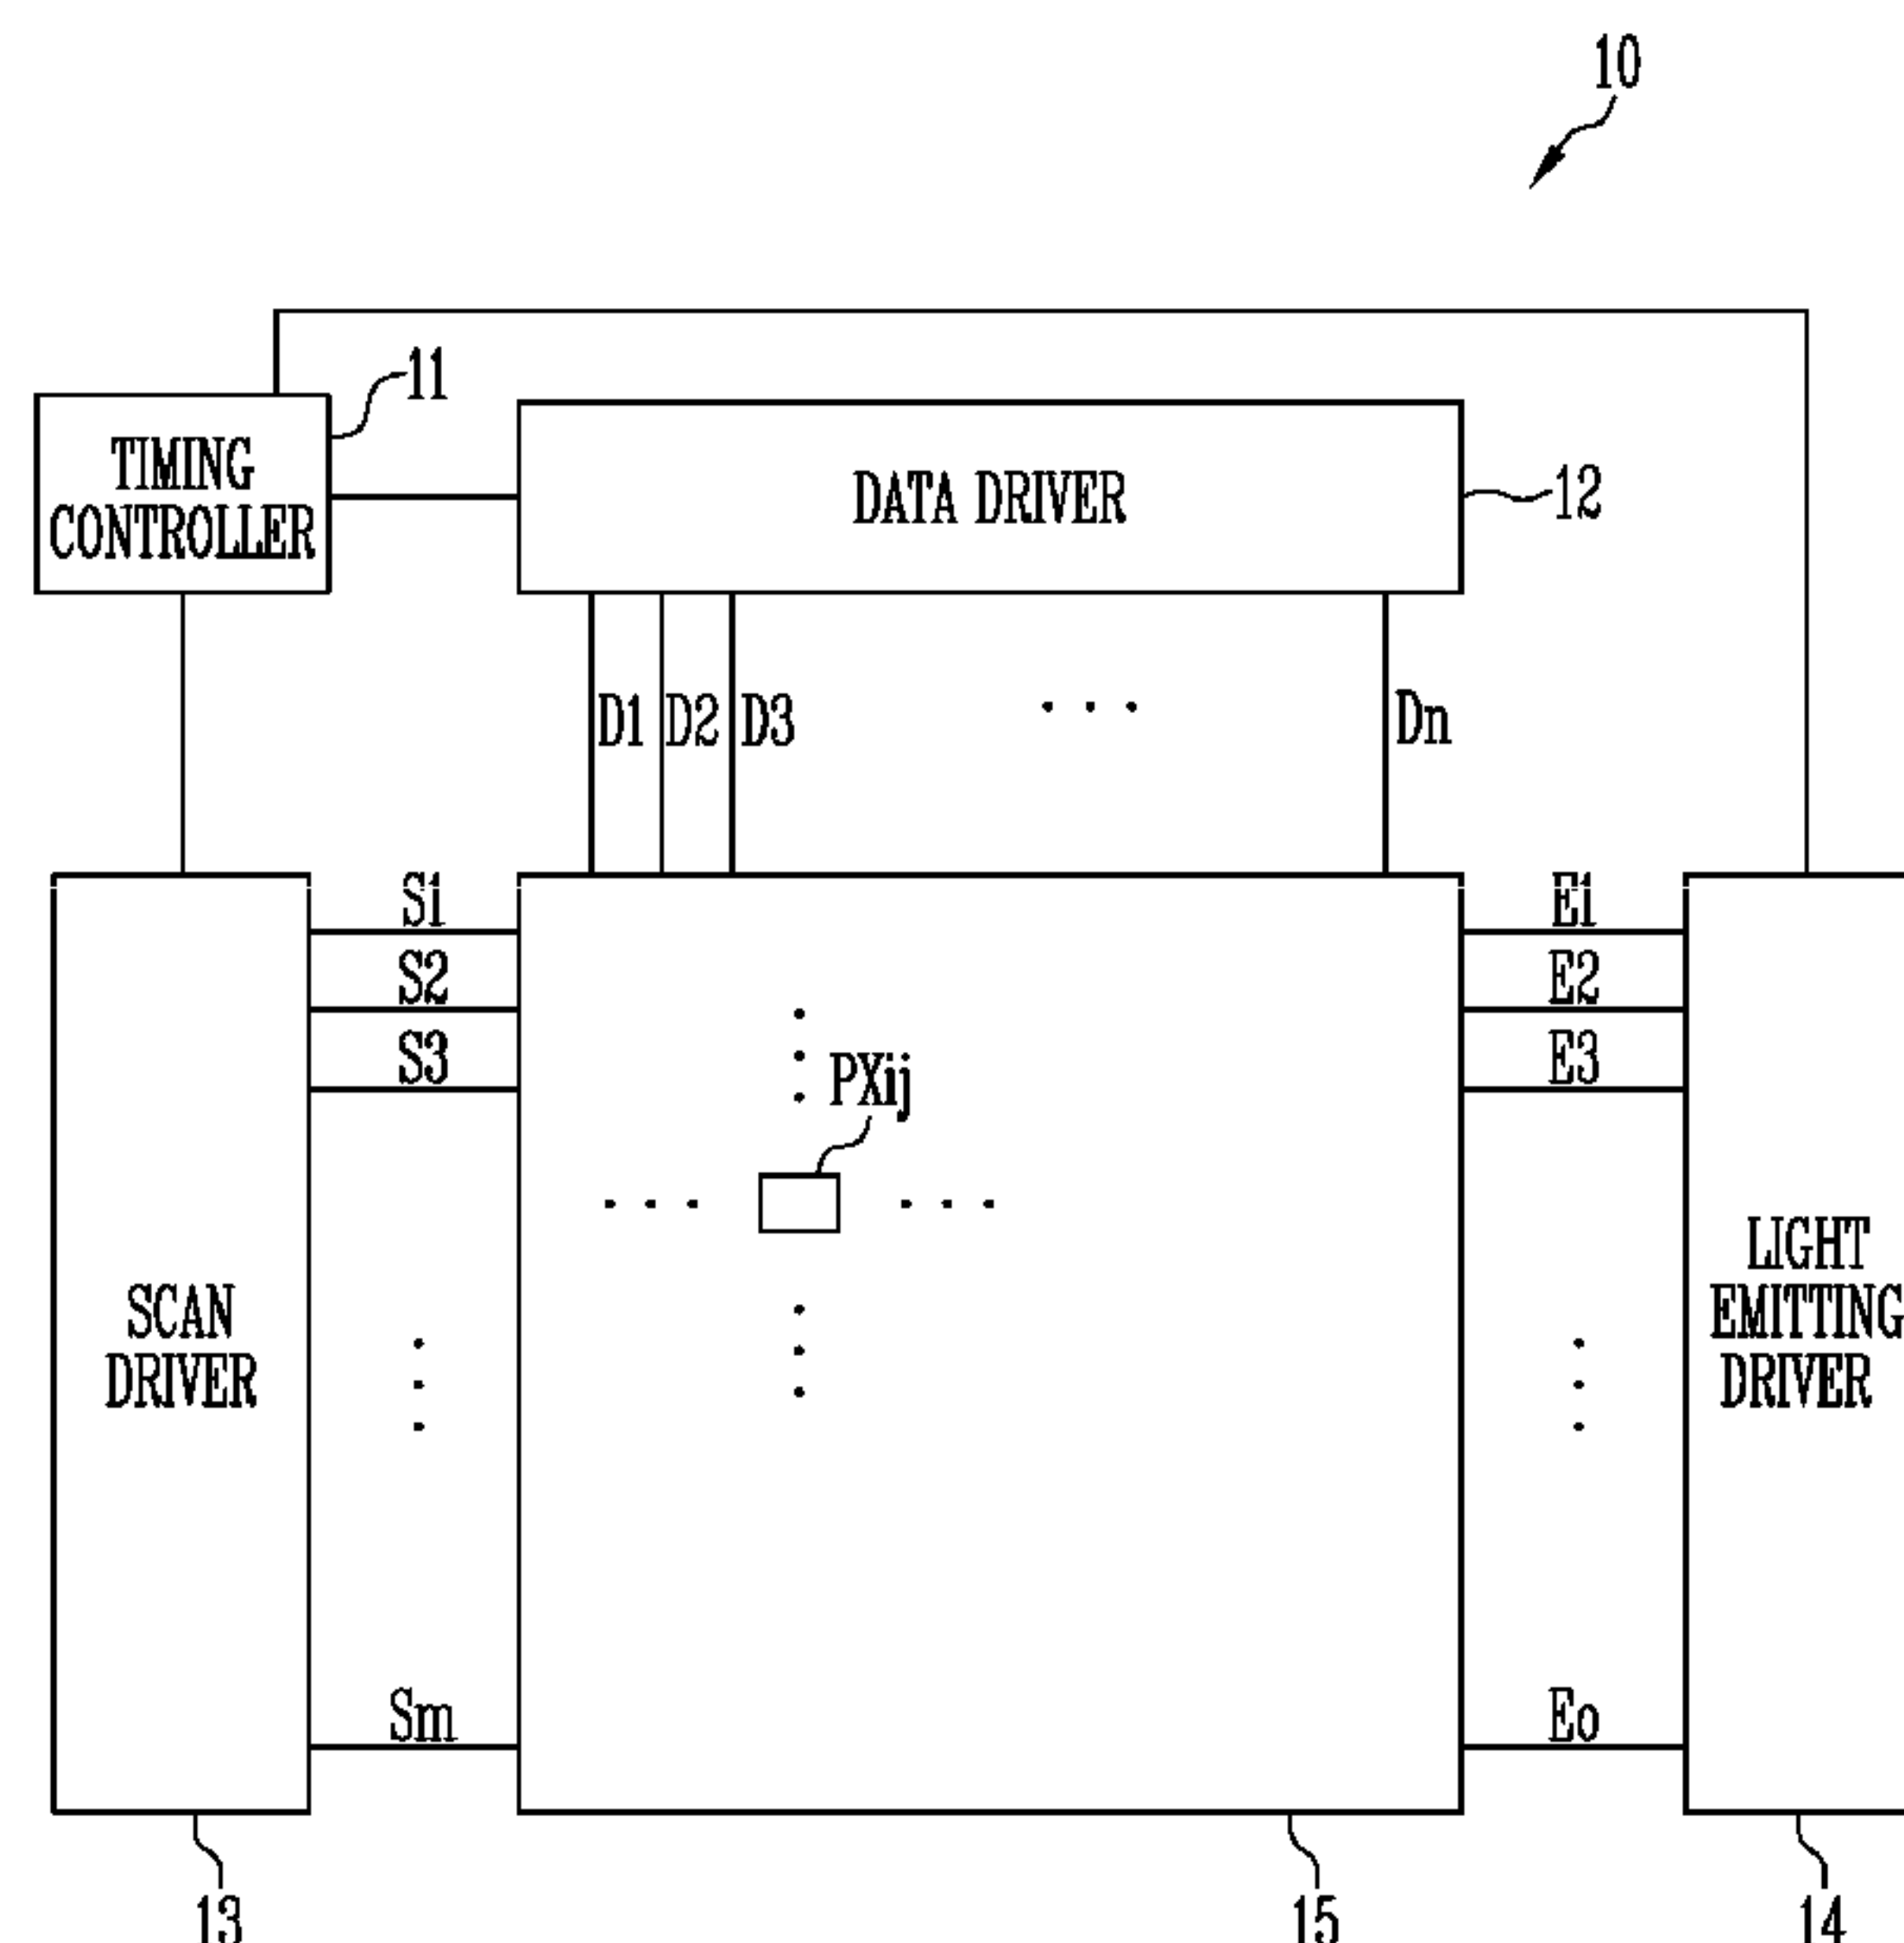 10
11
TIMING
CONTROLLER
DATA DRIVER
12
D1
D2
D3
Dn
S1
S2
S3
Sm
PXij
E1
E2
E3
Eo
SCAN
DRIVER
LIGHT
EMITTING
DRIVER
13
15
14